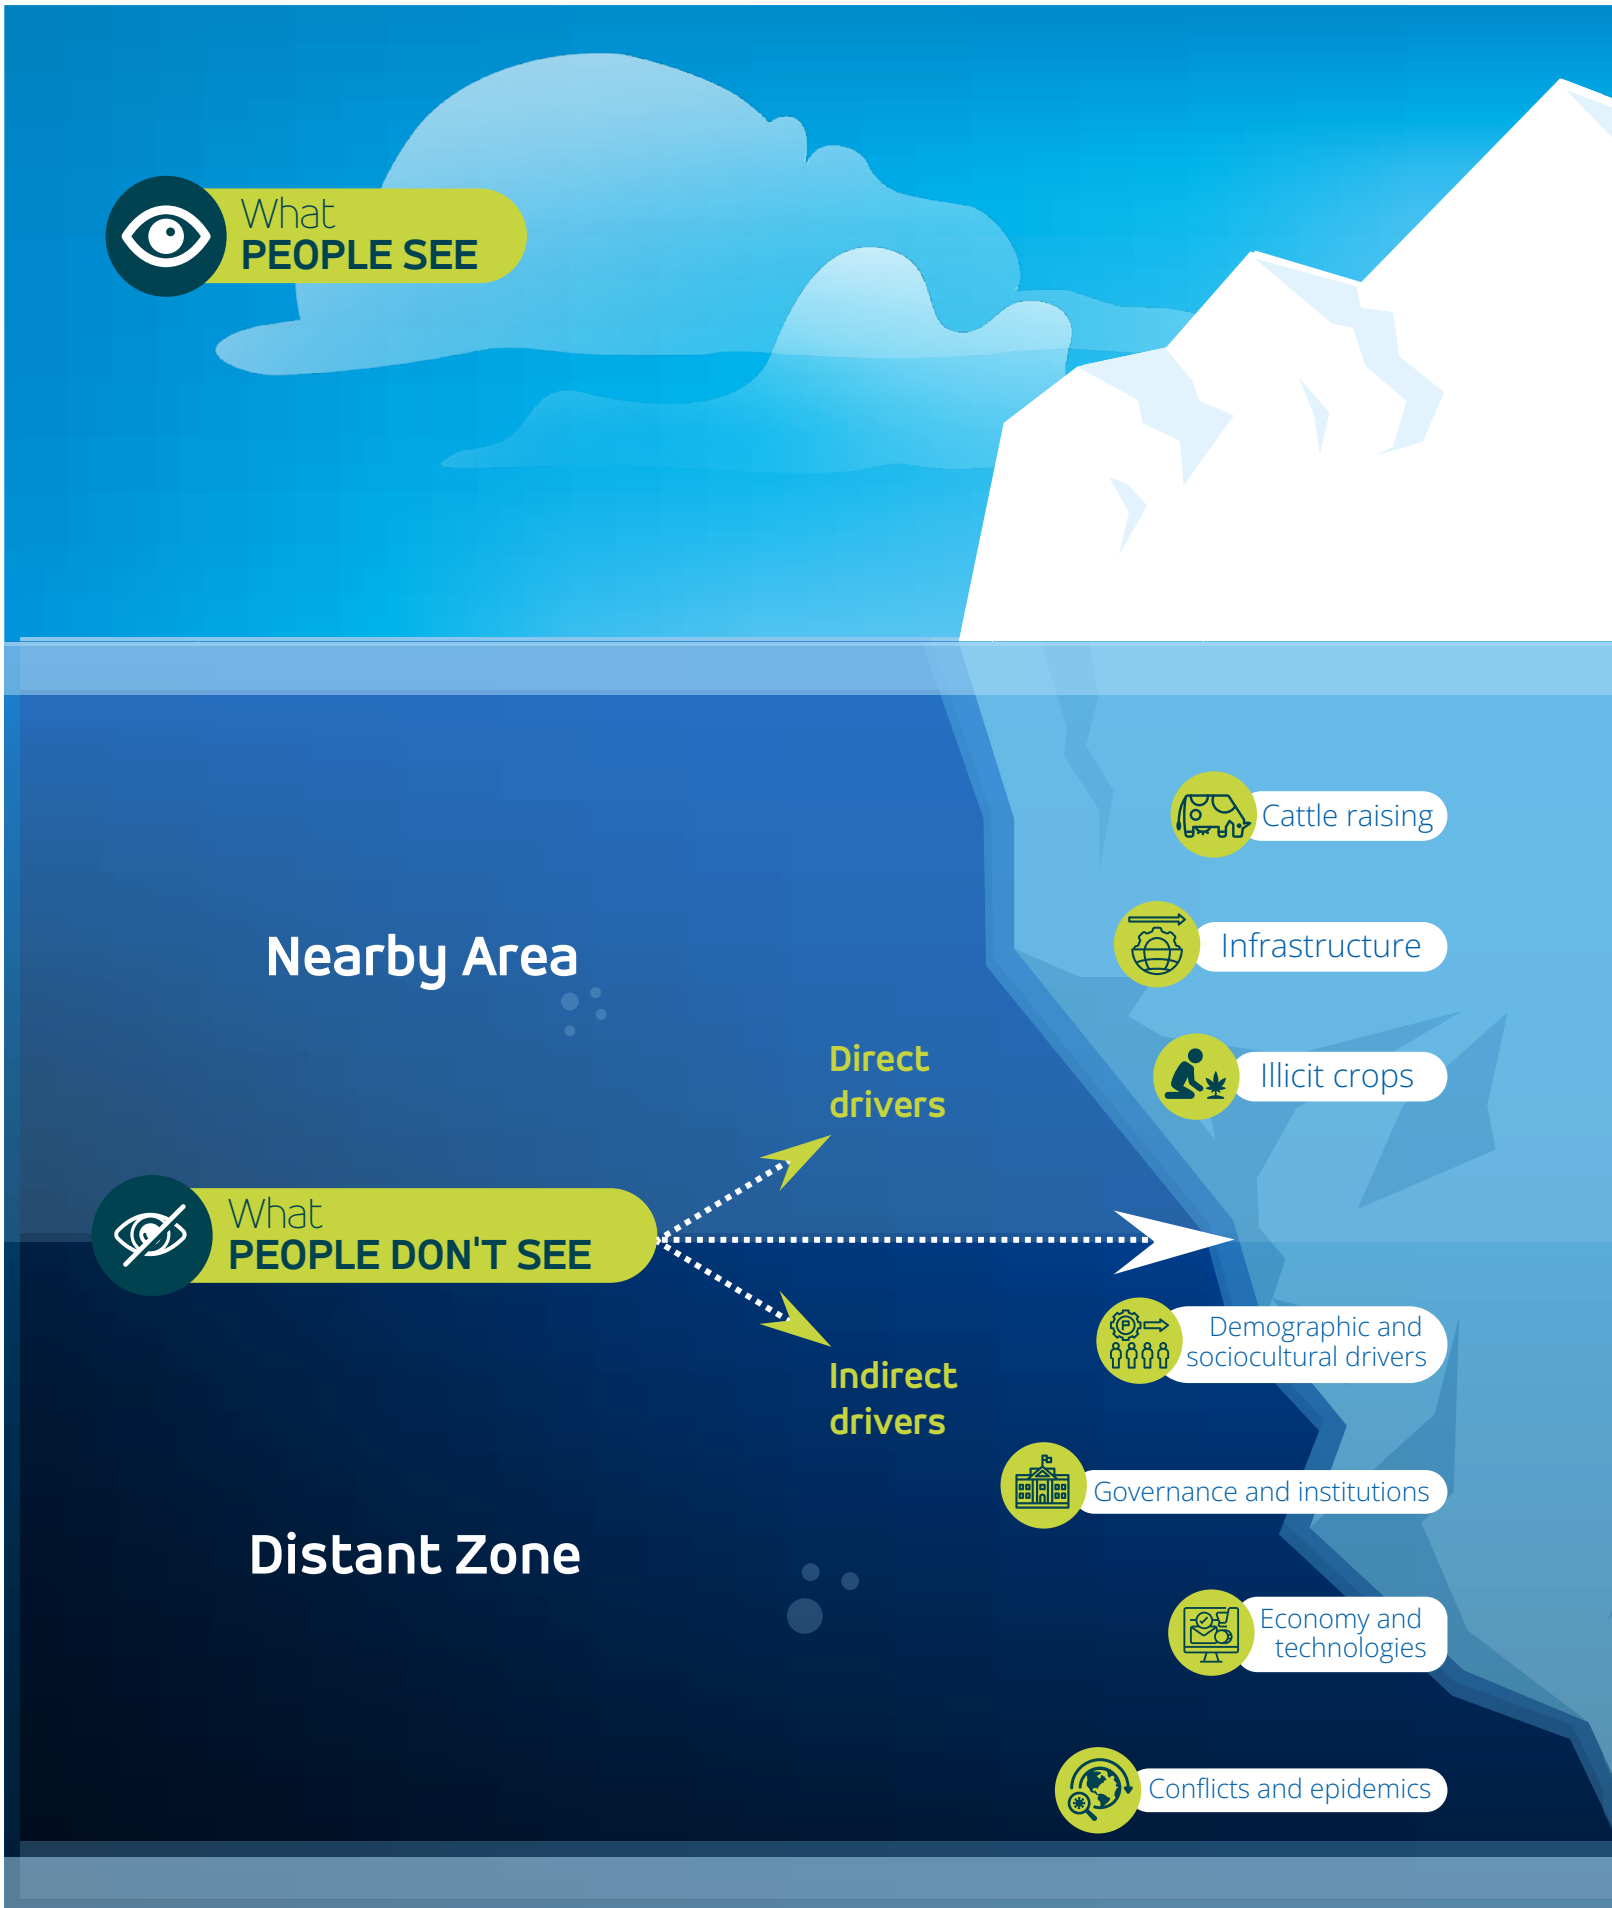 What
PEOPLE SEE
Cattle raising
Nearby Area
Infrastructure
Direct
drivers
Illicit crops
What
PEOPLE DON'T SEE
Indirect
drivers
Demographic and
sociocultural drivers
Governance and institutions
Distant Zone
Economy and
technologies
Conflicts and epidemics